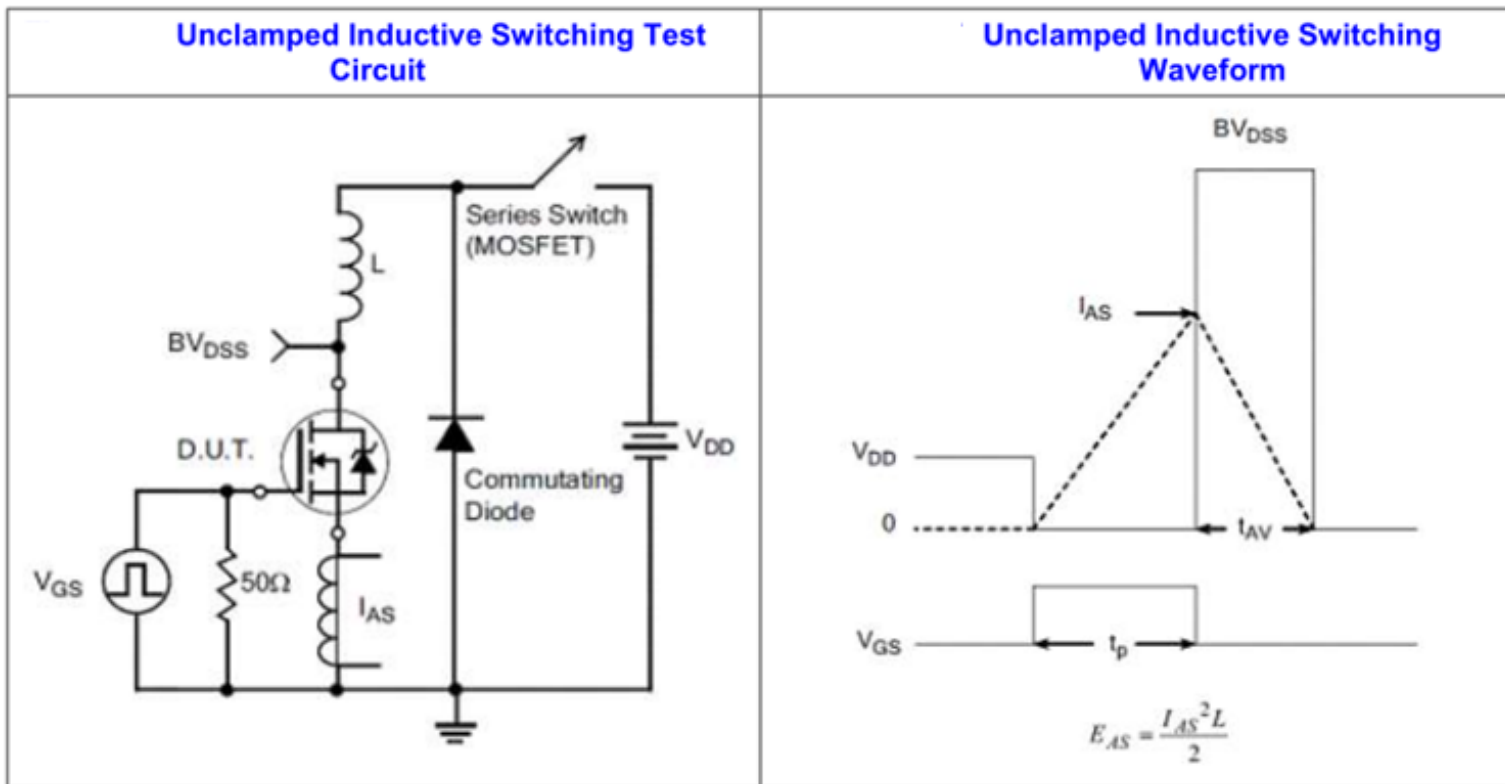 Unclamped Inductive Switching Test
Circuit
Unclamped Inductive Switching
Waveform
Series Switch
(MOSFET)
L
BVDSS
D.U.T.
VDD
Commutating
Diode
VGS
50Ω
IAS
BVDSS
IAS
VDD
0
tAV
VGS
tp
EAS = IAS²L / 2